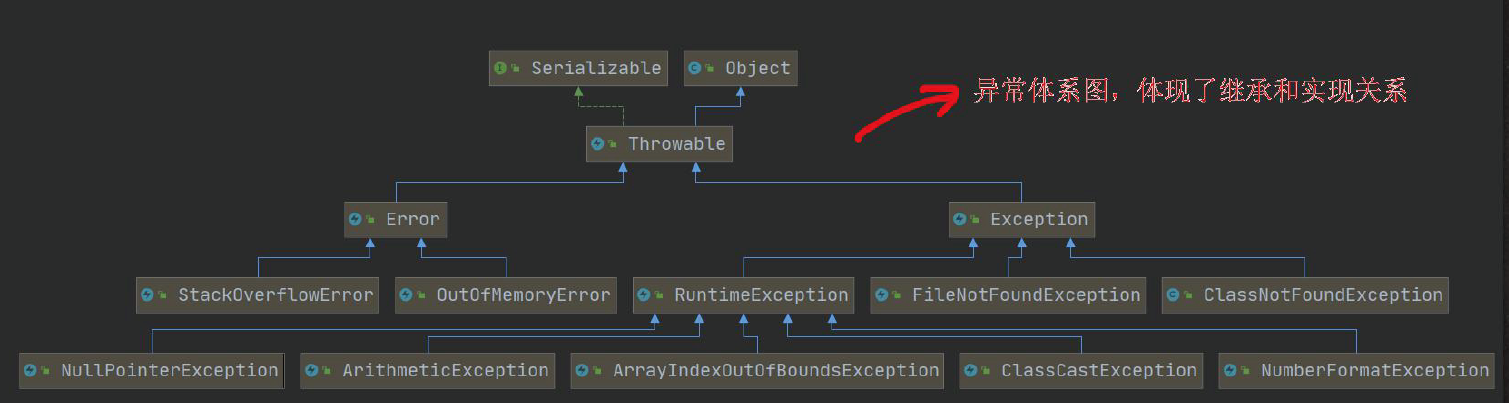 Serializable
Object
异常体系图，体现了继承和实现关系
Throwable
Error
Exception
StackOverflowError
OutOfMemoryError
RuntimeException
FileNotFoundException
ClassNotFoundException
NullPointerException
ArithmeticException
ArrayIndexOutOfBoundsException
ClassCastException
NumberFormatException